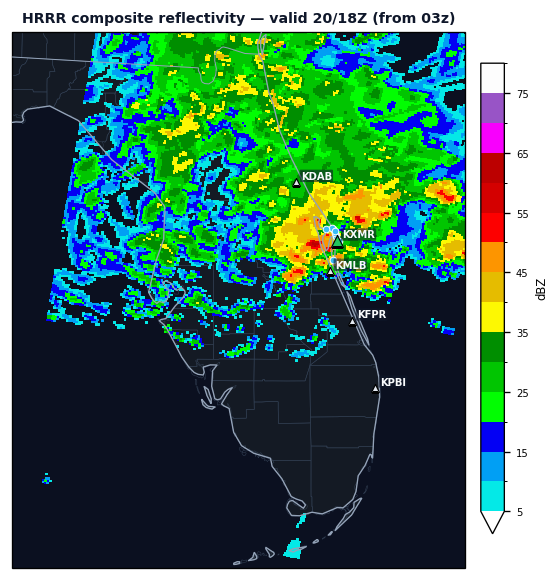 HRRR composite reflectivity — valid 20/18Z (from 03z)
KDAB
KXMR
KMLB
KFPR
KPBI
75
65
55
45
35
25
15
5
dBZ